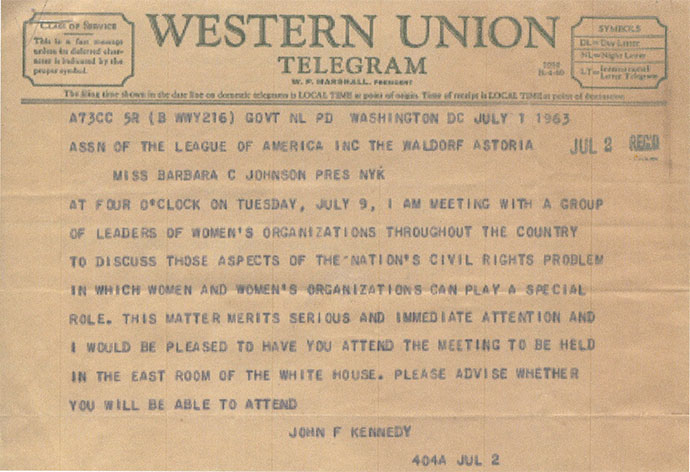 CLASS OF SERVICE
This is a fast message
unless its deferred char-
acter is indicated by the
proper symbol.
WESTERN UNION
TELEGRAM
W. P. MARSHALL, PRESIDENT
SYMBOLS
DL=Day Letter
NL=Night Letter
LT=International
Letter Telegram
The filing time shown in the date line on domestic telegrams is LOCAL TIME at point of origin. Time of receipt is LOCAL TIME at point of destination
A73CC SR (B WWY216) GOVT NL PD WASHINGTON DC JULY 1 1963
ASSN OF THE LEAGUE OF AMERICA INC THE WALDORF ASTORIA
JUL 2 REC'D
MISS BARBARA C JOHNSON PRES NYK
AT FOUR O'CLOCK ON TUESDAY, JULY 9, I AM MEETING WITH A GROUP
OF LEADERS OF WOMEN'S ORGANIZATIONS THROUGHOUT THE COUNTRY
TO DISCUSS THOSE ASPECTS OF THE NATION'S CIVIL RIGHTS PROBLEM
IN WHICH WOMEN AND WOMEN'S ORGANIZATIONS CAN PLAY A SPECIAL
ROLE. THIS MATTER MERITS SERIOUS AND IMMEDIATE ATTENTION AND
I WOULD BE PLEASED TO HAVE YOU ATTEND THE MEETING TO BE HELD
IN THE EAST ROOM OF THE WHITE HOUSE. PLEASE ADVISE WHETHER
YOU WILL BE ABLE TO ATTEND
JOHN F KENNEDY
404A JUL 2